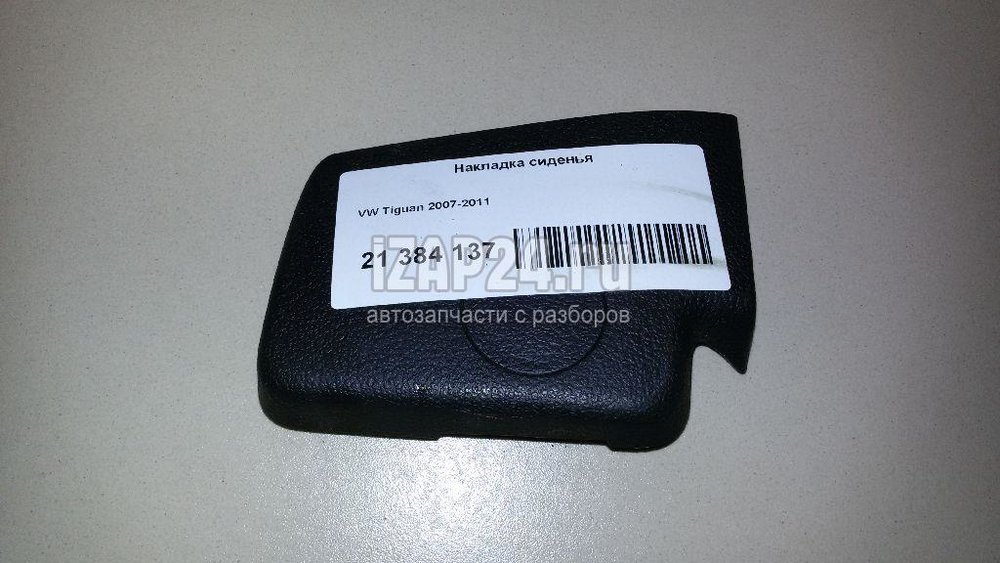 Накладка сиденья
VW Tiguan 2007-2011
21 384 137
iZAP24.ru
автозапчасти с разборов